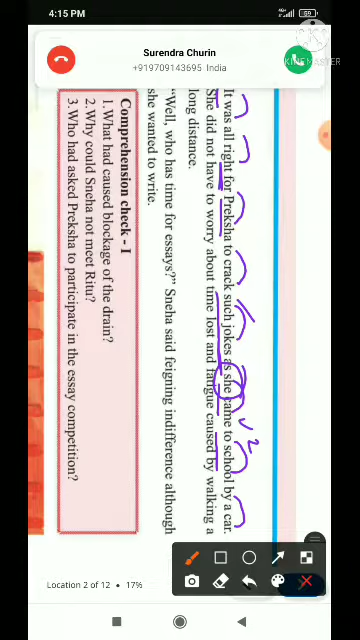 4:15 PM
4G+
59
Surendra Churin
+919709143695 India
KINEMASTER
It was all right for Preksha to crack such jokes as she came to school by a car.
She did not have to worry about time lost and fatigue caused by walking a
long distance.
“Well, who has time for essays?” Sneha said feigning indifference although
she wanted to write.
Comprehension check - I
1.What had caused blockage of the drain?
2.Why could Sneha not meet Ritu?
3.Who had asked Preksha to participate in the essay competition?
2
Location 2 of 12 • 17%